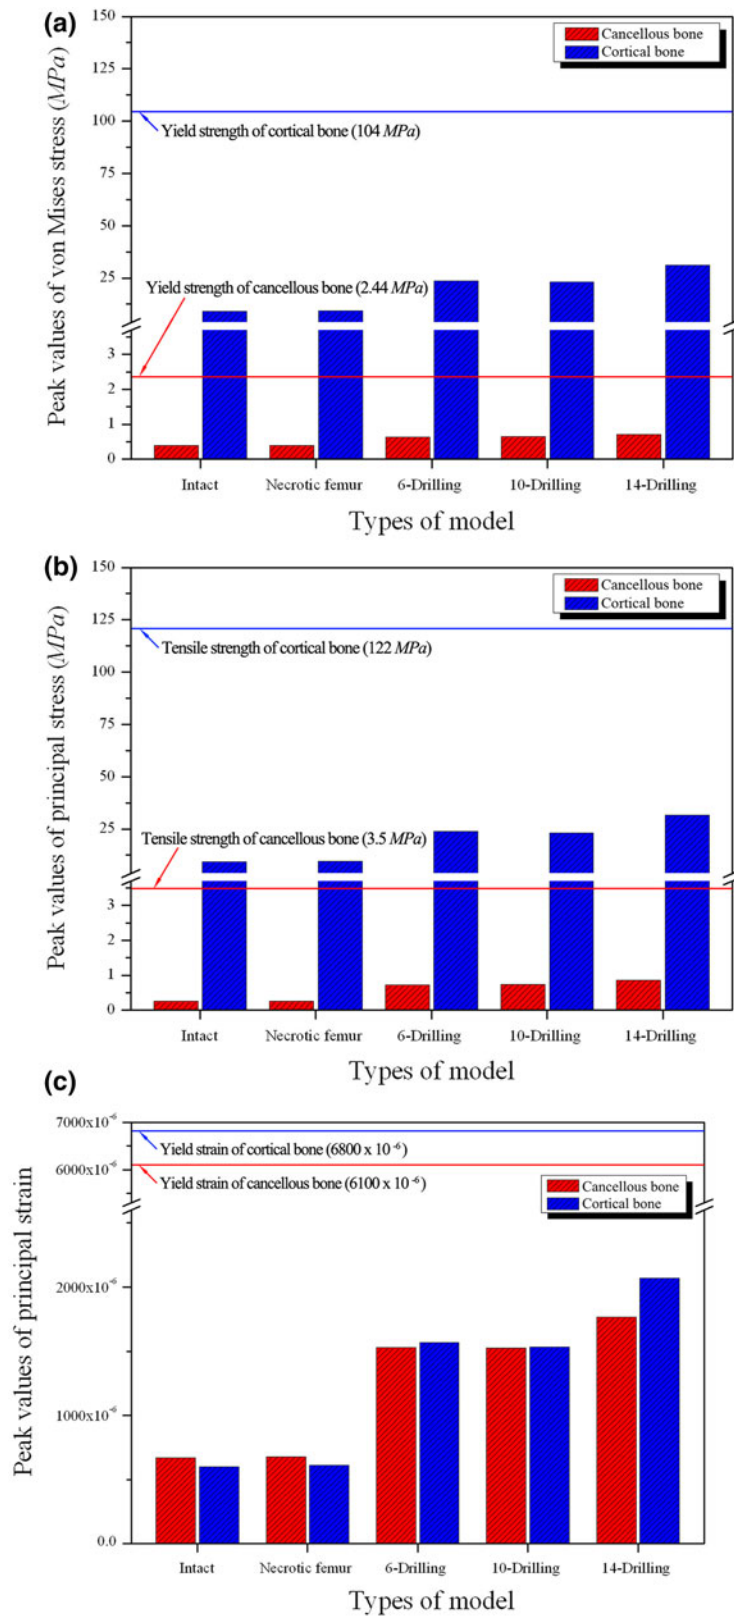 (a)
Peak values of von Mises stress (MPa)
150
125
100
75
50
25
3
2
1
0
Cancellous bone
Cortical bone
Yield strength of cortical bone (104 MPa)
Yield strength of cancellous bone (2.44 MPa)
Intact
Necrotic femur
6-Drilling
10-Drilling
14-Drilling
Types of model
(b)
Peak values of principal stress (MPa)
150
125
100
75
50
25
3
2
1
0
Cancellous bone
Cortical bone
Tensile strength of cortical bone (122 MPa)
Tensile strength of cancellous bone (3.5 MPa)
Intact
Necrotic femur
6-Drilling
10-Drilling
14-Drilling
Types of model
(c)
Peak values of principal strain
7000x10⁻⁶
6000x10⁻⁶
2000x10⁻⁶
1000x10⁻⁶
0.0
Yield strain of cortical bone (6800 x 10⁻⁶)
Yield strain of cancellous bone (6100 x 10⁻⁶)
Cancellous bone
Cortical bone
Intact
Necrotic femur
6-Drilling
10-Drilling
14-Drilling
Types of model